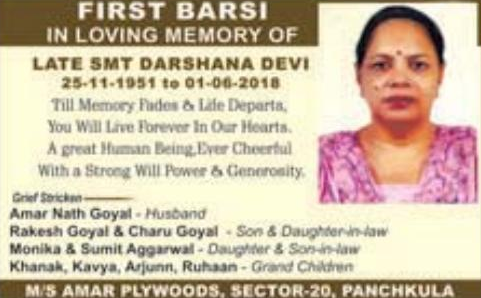 FIRST BARSI
IN LOVING MEMORY OF
LATE SMT DARSHANA DEVI
25-11-1951 to 01-06-2018
Till Memory Fades & Life Departs,
You Will Live Forever In Our Hearts.
A great Human Being,Ever Cheerful
With a Strong Will Power & Generosity.
Grief Stricken
Amar Nath Goyal - Husband
Rakesh Goyal & Charu Goyal - Son & Daughter-in-law
Monika & Sumit Aggarwal - Daughter & Son-in-law
Khanak, Kavya, Arjunn, Ruhaan - Grand Children
M/S AMAR PLYWOODS, SECTOR-20, PANCHKULA